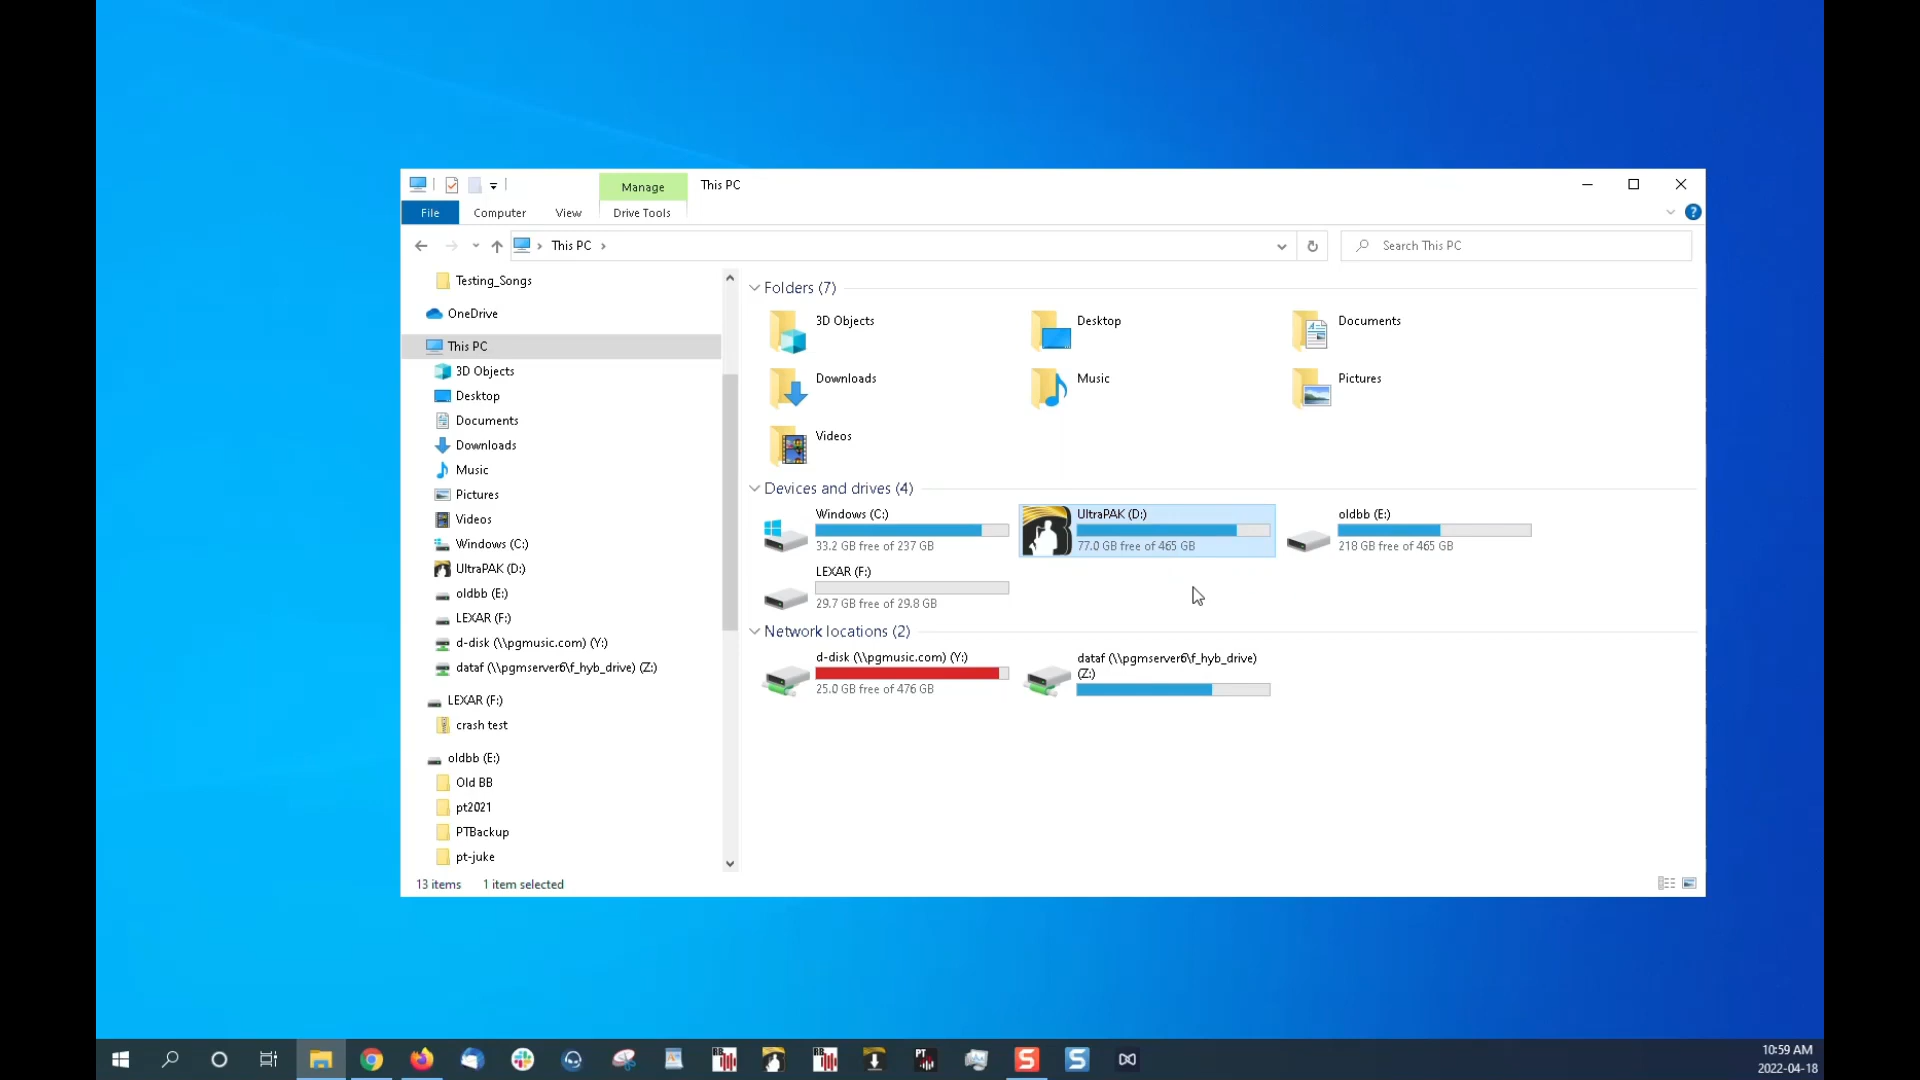 Manage
This PC
File
Computer
View
Drive Tools
This PC
Search This PC
Testing_Songs
OneDrive
This PC
3D Objects
Desktop
Documents
Downloads
Music
Pictures
Videos
Windows (C:)
UltraPAK (D:)
oldbb (E:)
LEXAR (F:)
d-disk (\\pgmusic.com) (Y:)
dataf (\\pgmserver6\f_hyb_drive) (Z:)
LEXAR (F:)
crash test
oldbb (E:)
Old BB
pt2021
PTBackup
pt-juke
Folders (7)
3D Objects
Desktop
Documents
Downloads
Music
Pictures
Videos
Devices and drives (4)
Windows (C:)
33.2 GB free of 237 GB
UltraPAK (D:)
77.0 GB free of 465 GB
oldbb (E:)
218 GB free of 465 GB
LEXAR (F:)
29.7 GB free of 29.8 GB
Network locations (2)
d-disk (\\pgmusic.com) (Y:)
25.0 GB free of 476 GB
dataf (\\pgmserver6\f_hyb_drive)
(Z:)
13 items
1 item selected
RB
RB
PT
S
S
10:59 AM
2022-04-18